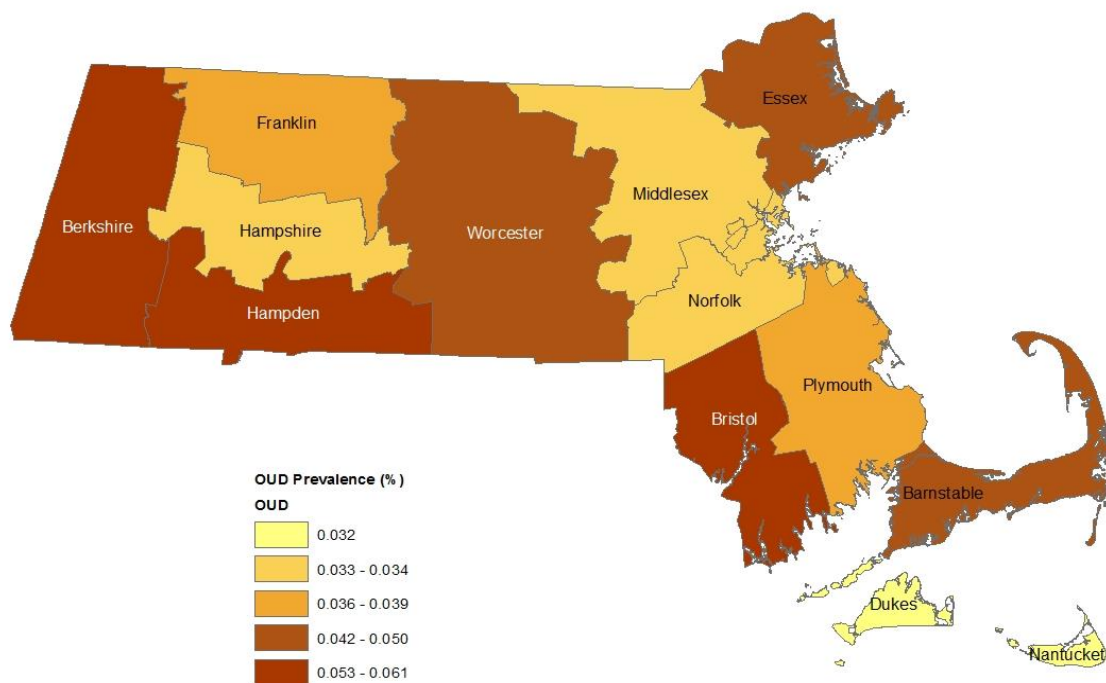 Essex
Franklin
Middlesex
Berkshire
Hampshire
Worcester
Hampden
Norfolk
Plymouth
Bristol
OUD Prevalence (%)
OUD
0.032
0.033 - 0.034
0.036 - 0.039
0.042 - 0.050
0.053 - 0.061
Barnstable
Dukes
Nantucket